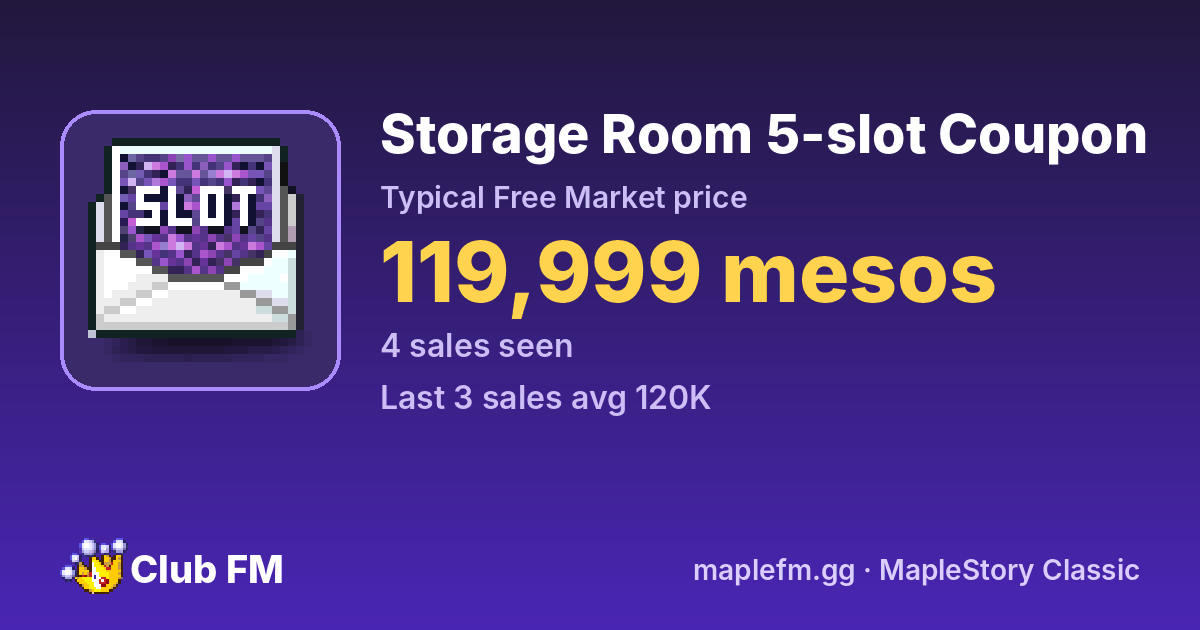 Storage Room 5-slot Coupon
SLOT
Typical Free Market price
119,999 mesos
4 sales seen
Last 3 sales avg 120K
Club FM
maplefm.gg · MapleStory Classic